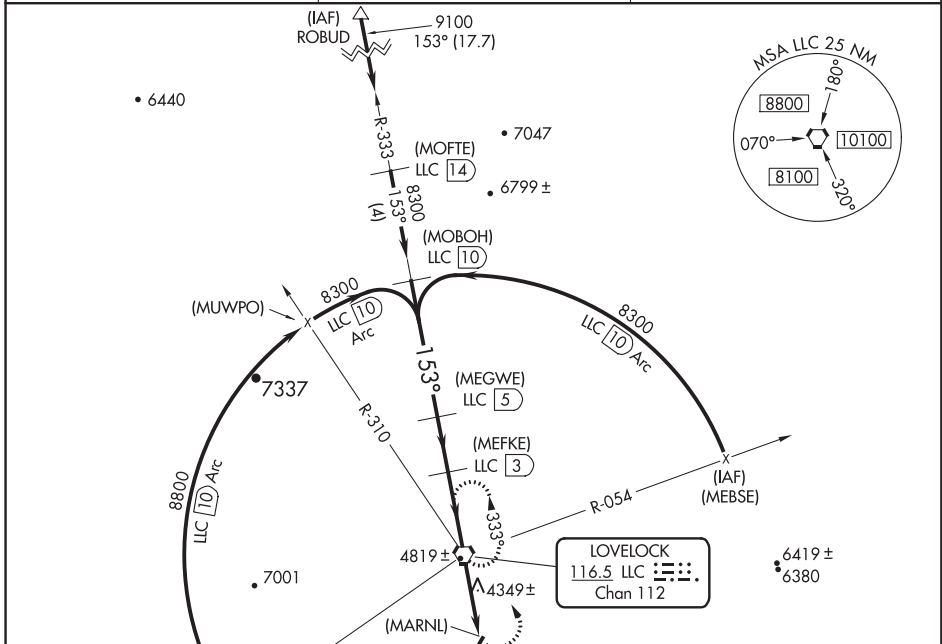 (IAF)
ROBUD
9100
153° (17.7)
MSA LLC 25 NM
180°
8800
070°
10100
8100
320°
6440
R-333
7047
(MOFTE)
LLC 14
6799 ±
8300
153°
(4)
(MOBOH)
LLC 10
8300
LLC 10
Arc
(MUWPO)
8300
LLC 10 Arc
7337
153°
(MEGWE)
LLC 5
R-310
(MEFKE)
LLC 3
8800
LLC 10 Arc
(IAF)
(MEBSE)
R-054
333°
LOVELOCK
116.5 LLC
Chan 112
4819 ±
6419 ±
6380
7001
4349 ±
(MARNL)